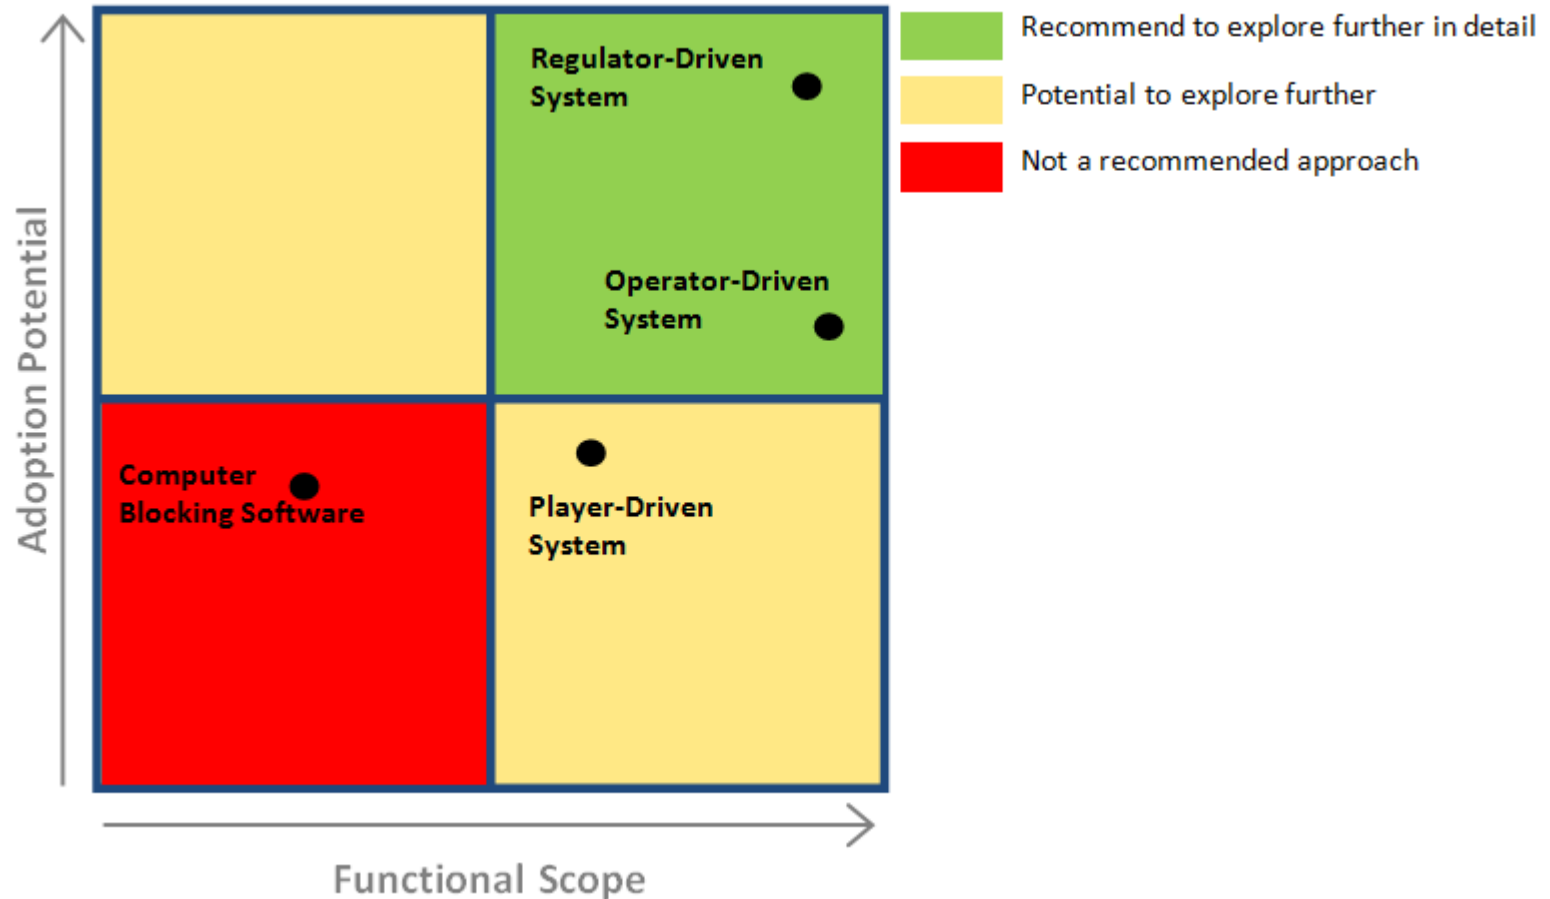 Regulator-Driven
System
Operator-Driven
System
Computer
Blocking Software
Player-Driven
System
Adoption Potential
Functional Scope
Recommend to explore further in detail
Potential to explore further
Not a recommended approach